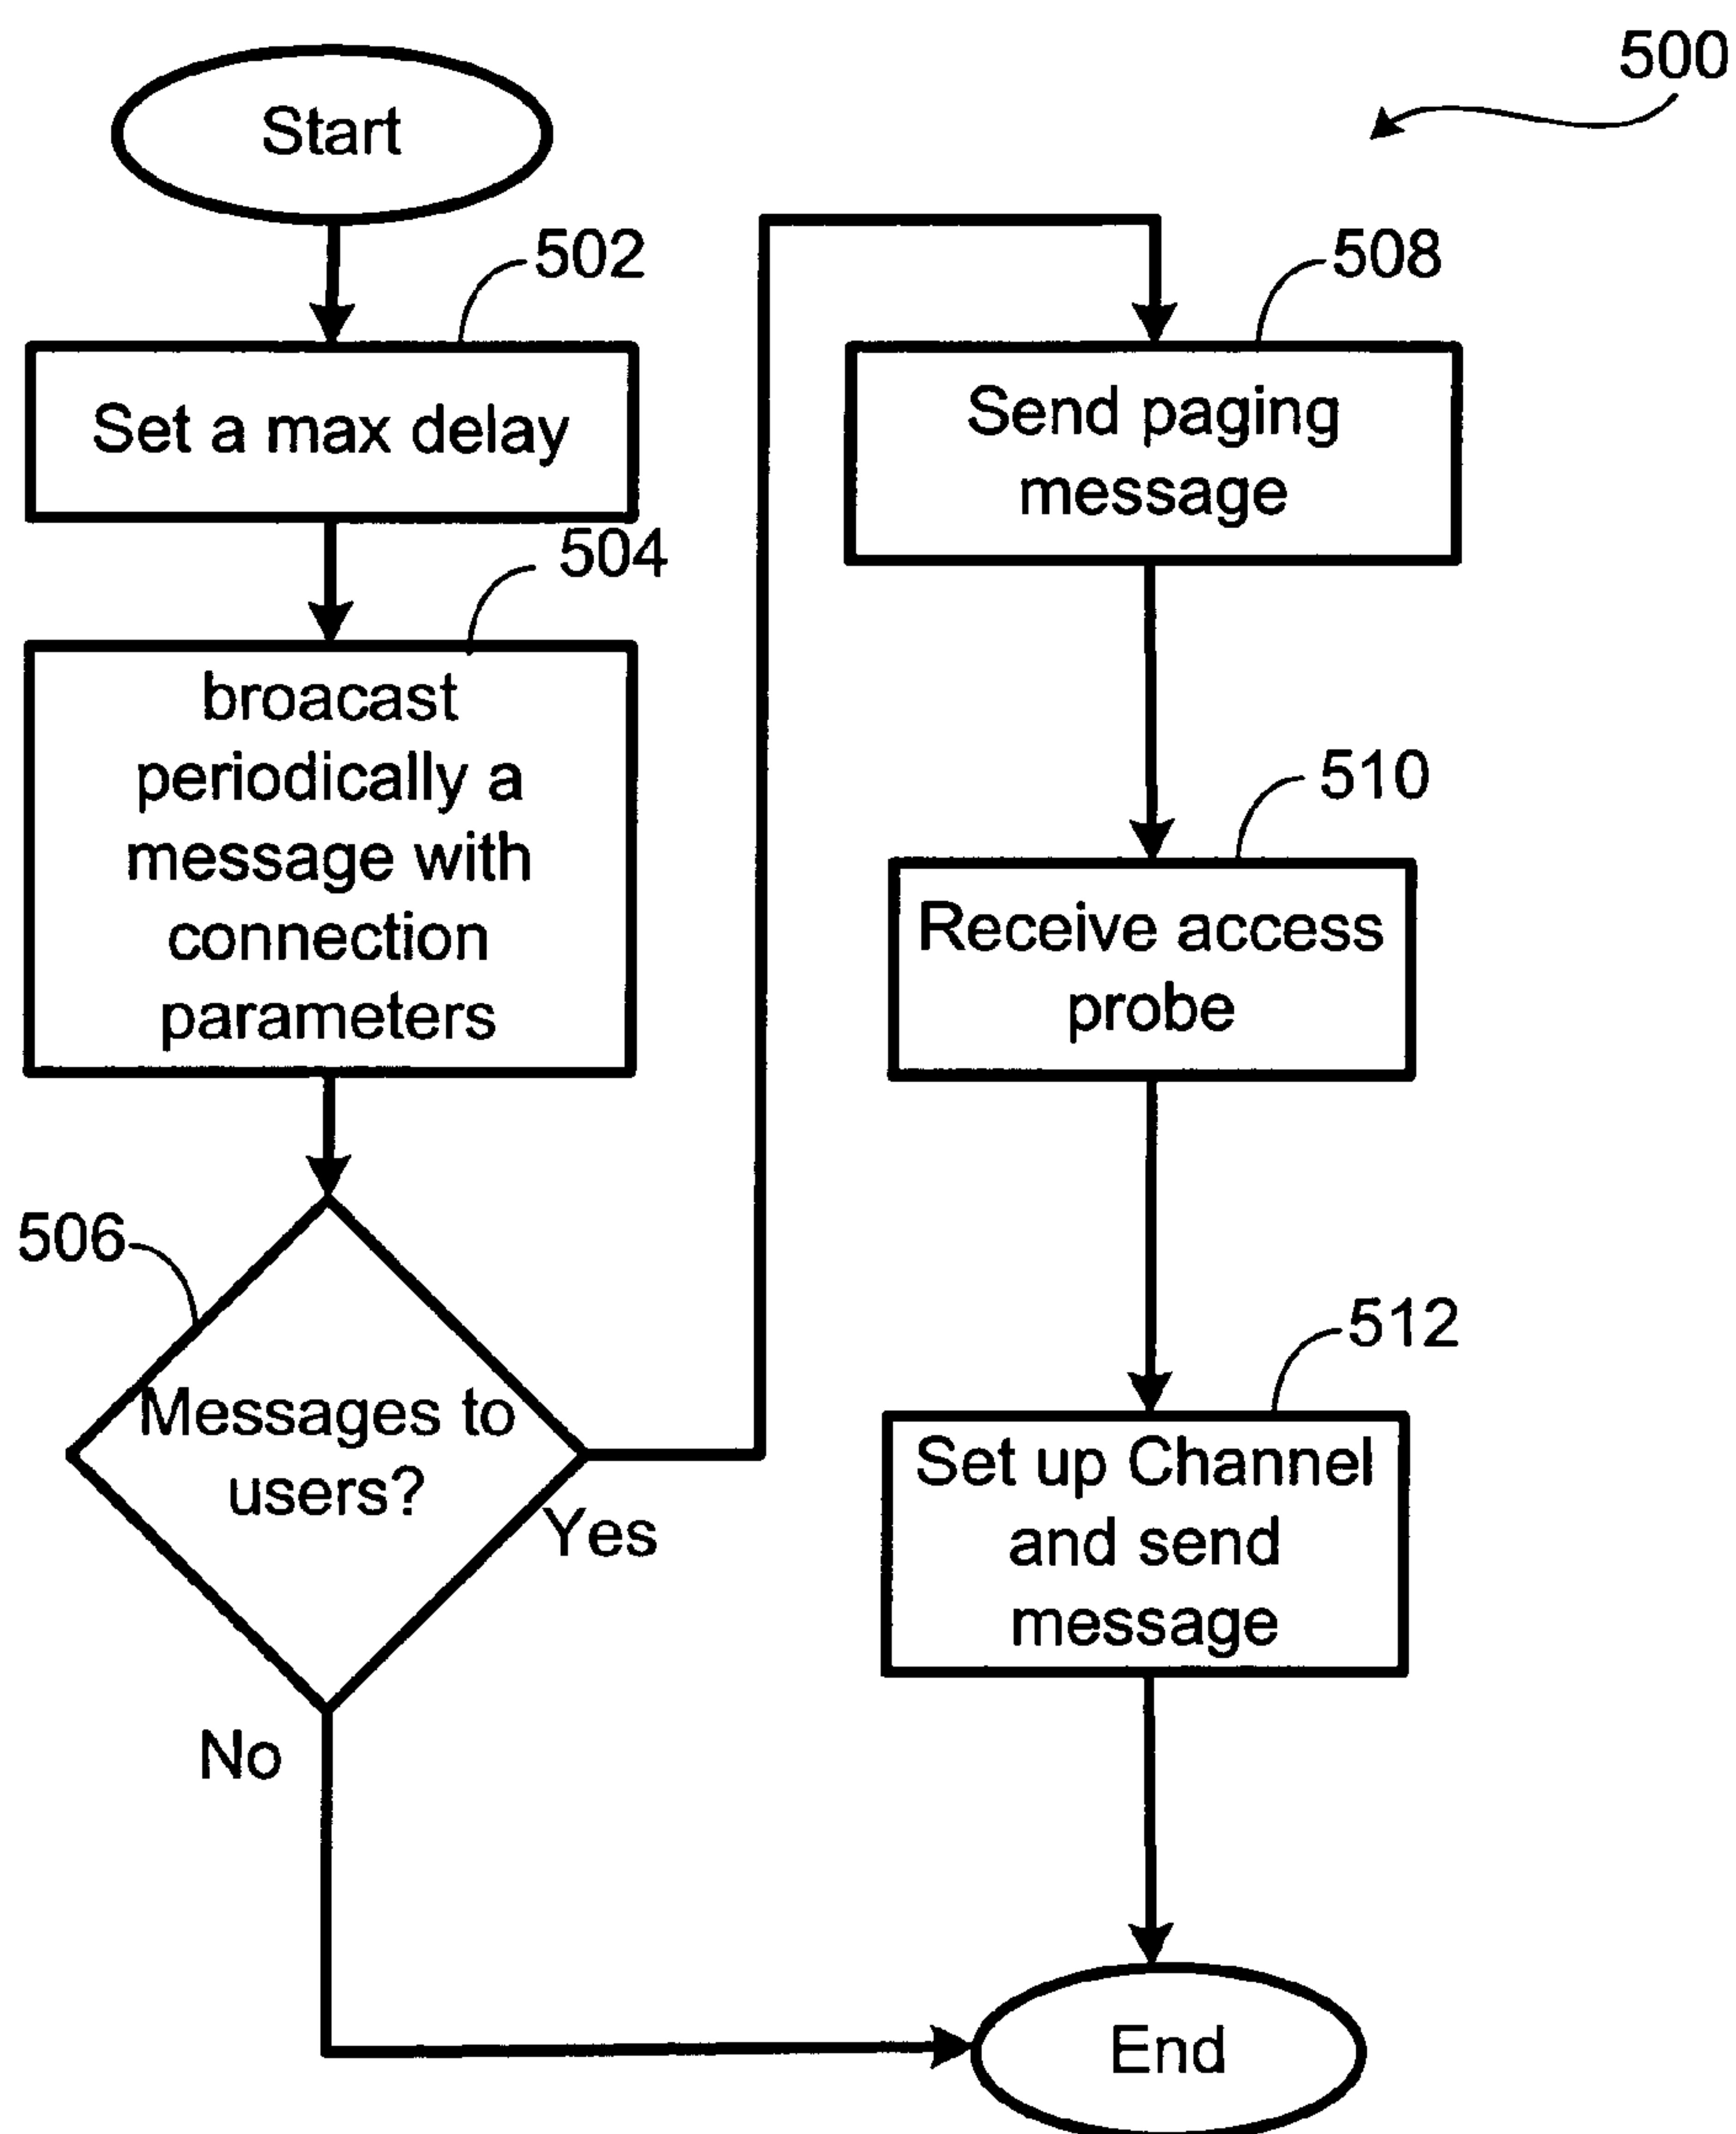 500
Start
502
Set a max delay
504
broacast
periodically a
message with
connection
parameters
506
Messages to
users?
Yes
No
508
Send paging
message
510
Receive access
probe
512
Set up Channel
and send
message
End